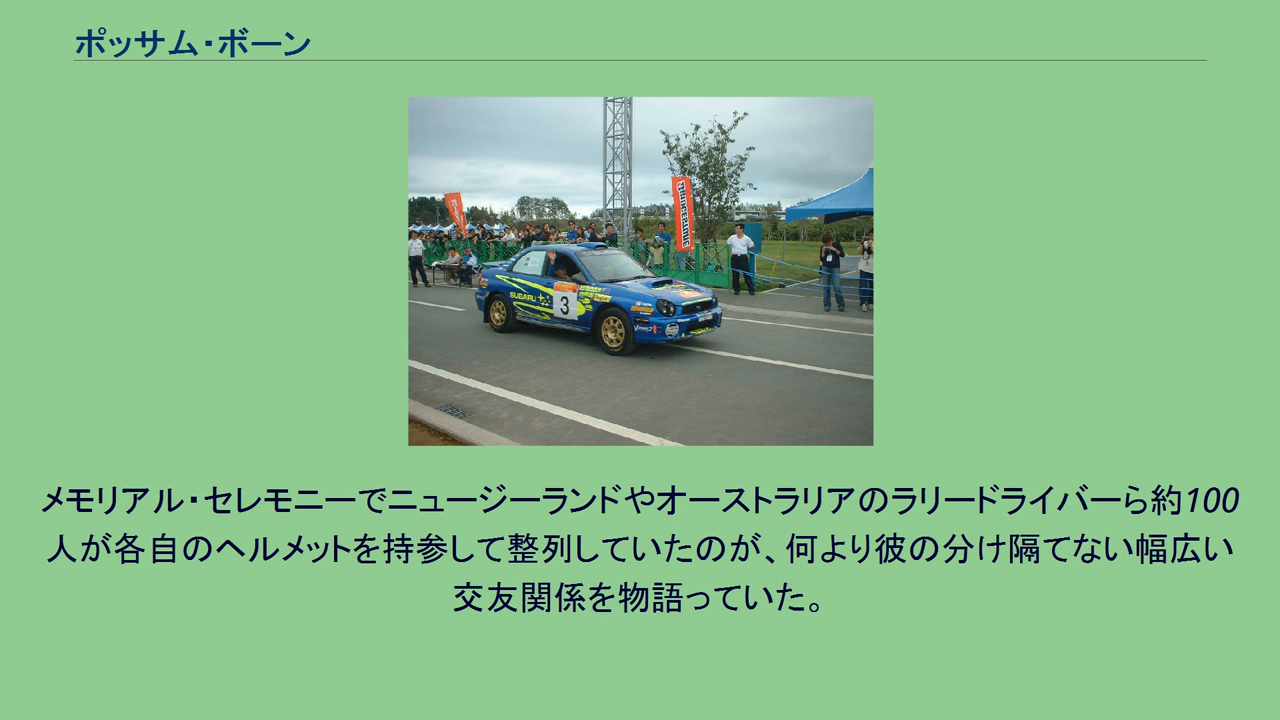 ポッサム・ボーン
SUBARU
3
メモリアル・セレモニーでニュージーランドやオーストラリアのラリードライバーら約100
人が各自のヘルメットを持参して整列していたのが、何より彼の分け隔てない幅広い
交友関係を物語っていた。